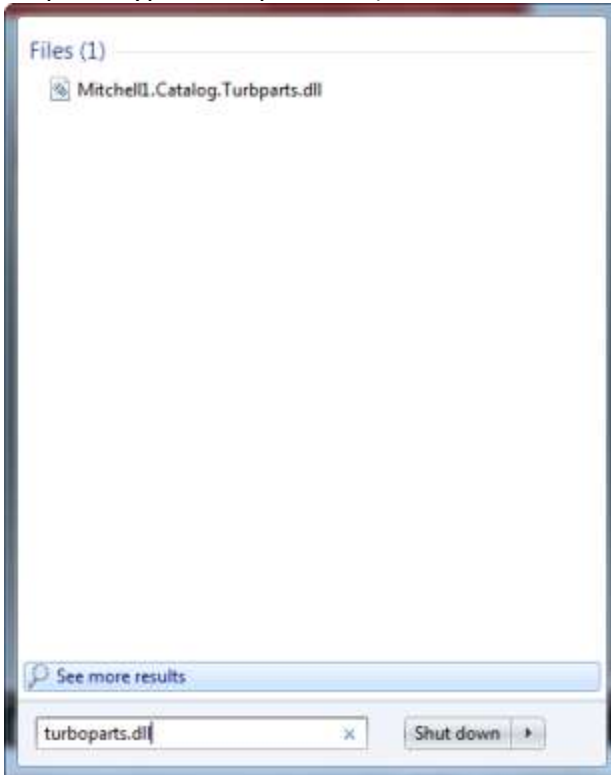 Files (1)
Mitchell1.Catalog.Turbparts.dll
See more results
turboparts.dll
Shut down